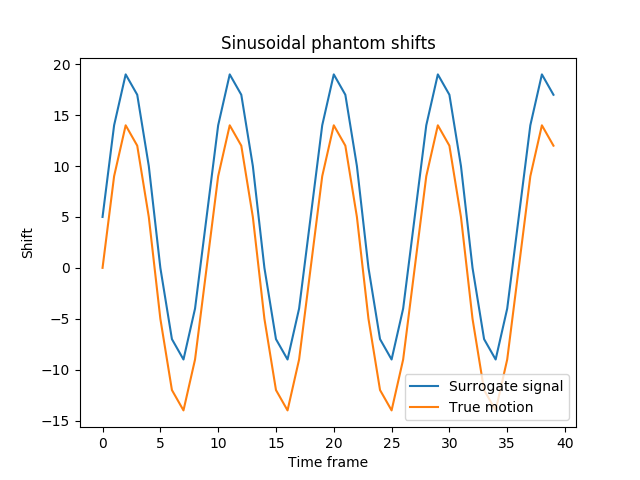 Sinusoidal phantom shifts
20
15
10
5
0
−5
−10
−15
Shift
0 5 10 15 20 25 30 35 40
Time frame
Surrogate signal
True motion